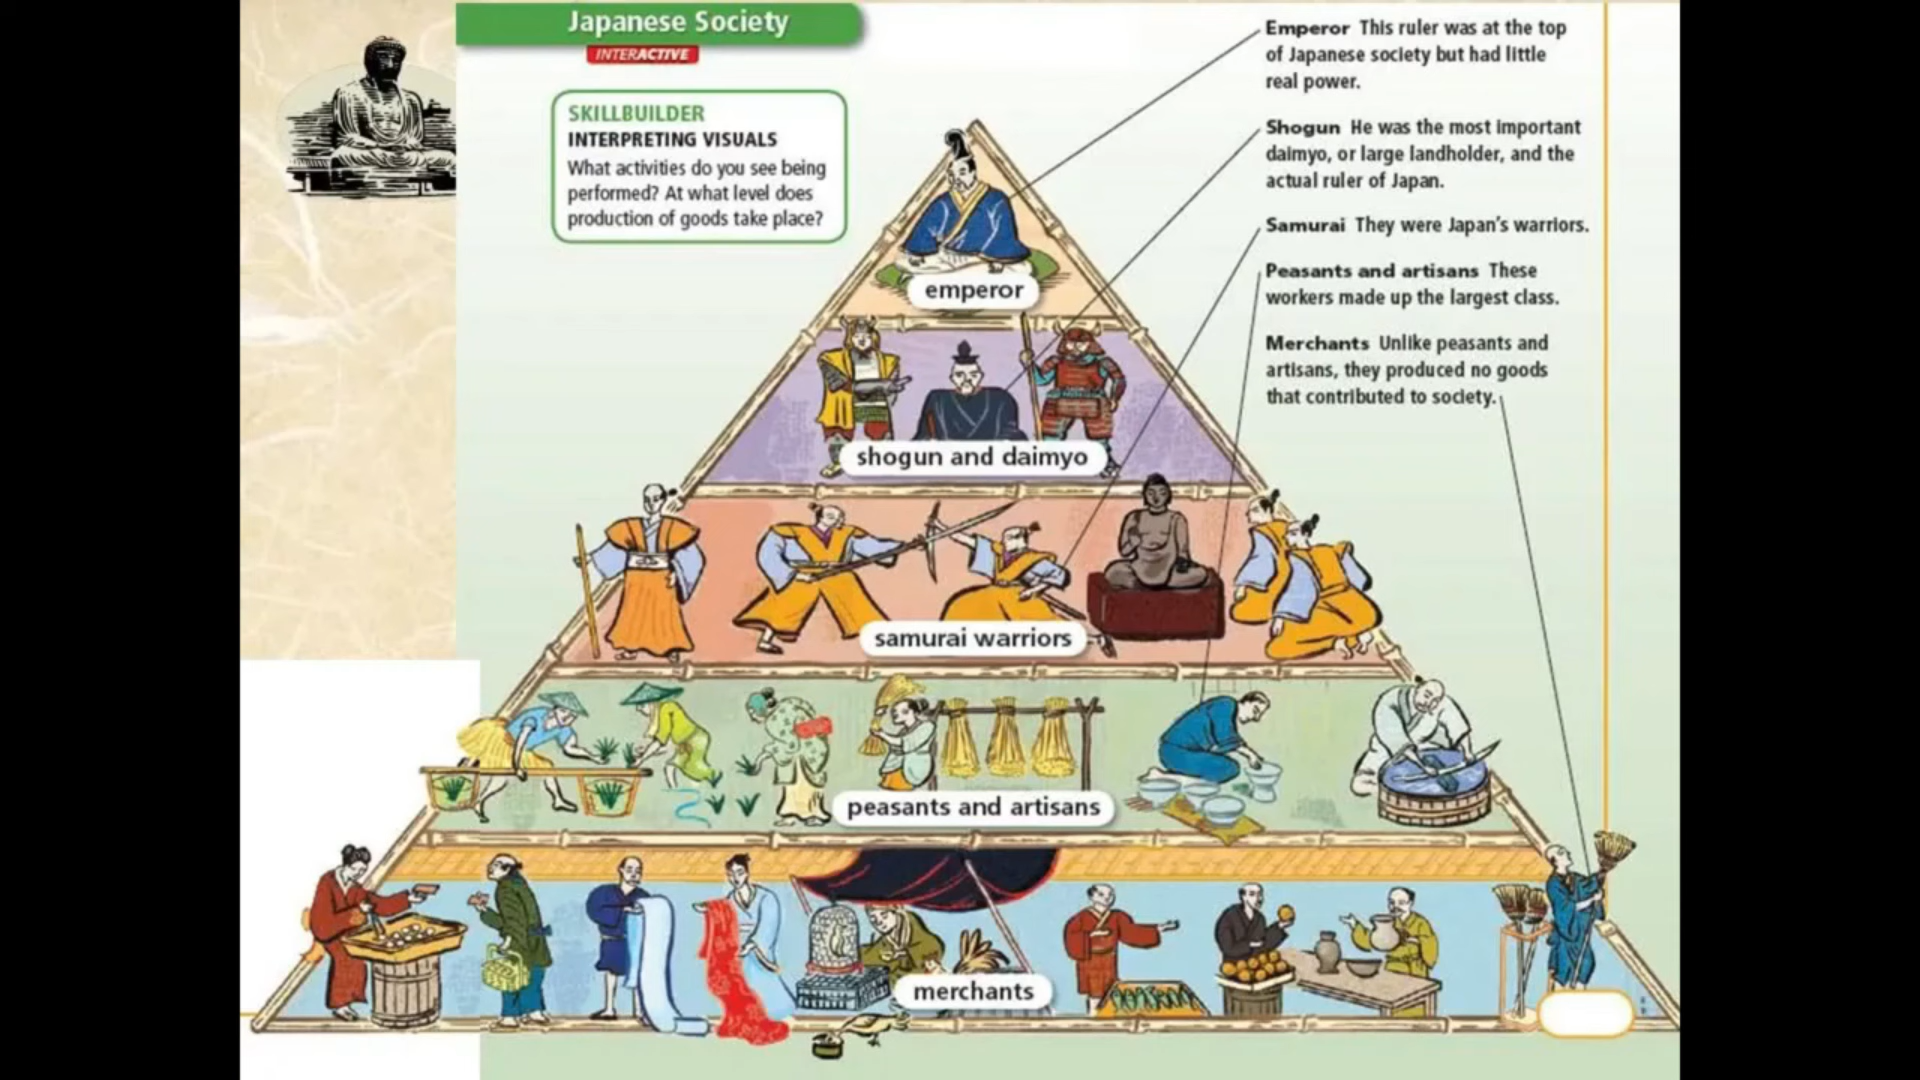 Japanese Society
INTERACTIVE
SKILLBUILDER
INTERPRETING VISUALS
What activities do you see being
performed? At what level does
production of goods take place?
Emperor This ruler was at the top
of Japanese society but had little
real power.
Shogun He was the most important
daimyo, or large landholder, and the
actual ruler of Japan.
Samurai They were Japan's warriors.
Peasants and artisans These
workers made up the largest class.
Merchants Unlike peasants and
artisans, they produced no goods
that contributed to society.
emperor
shogun and daimyo
samurai warriors
peasants and artisans
merchants